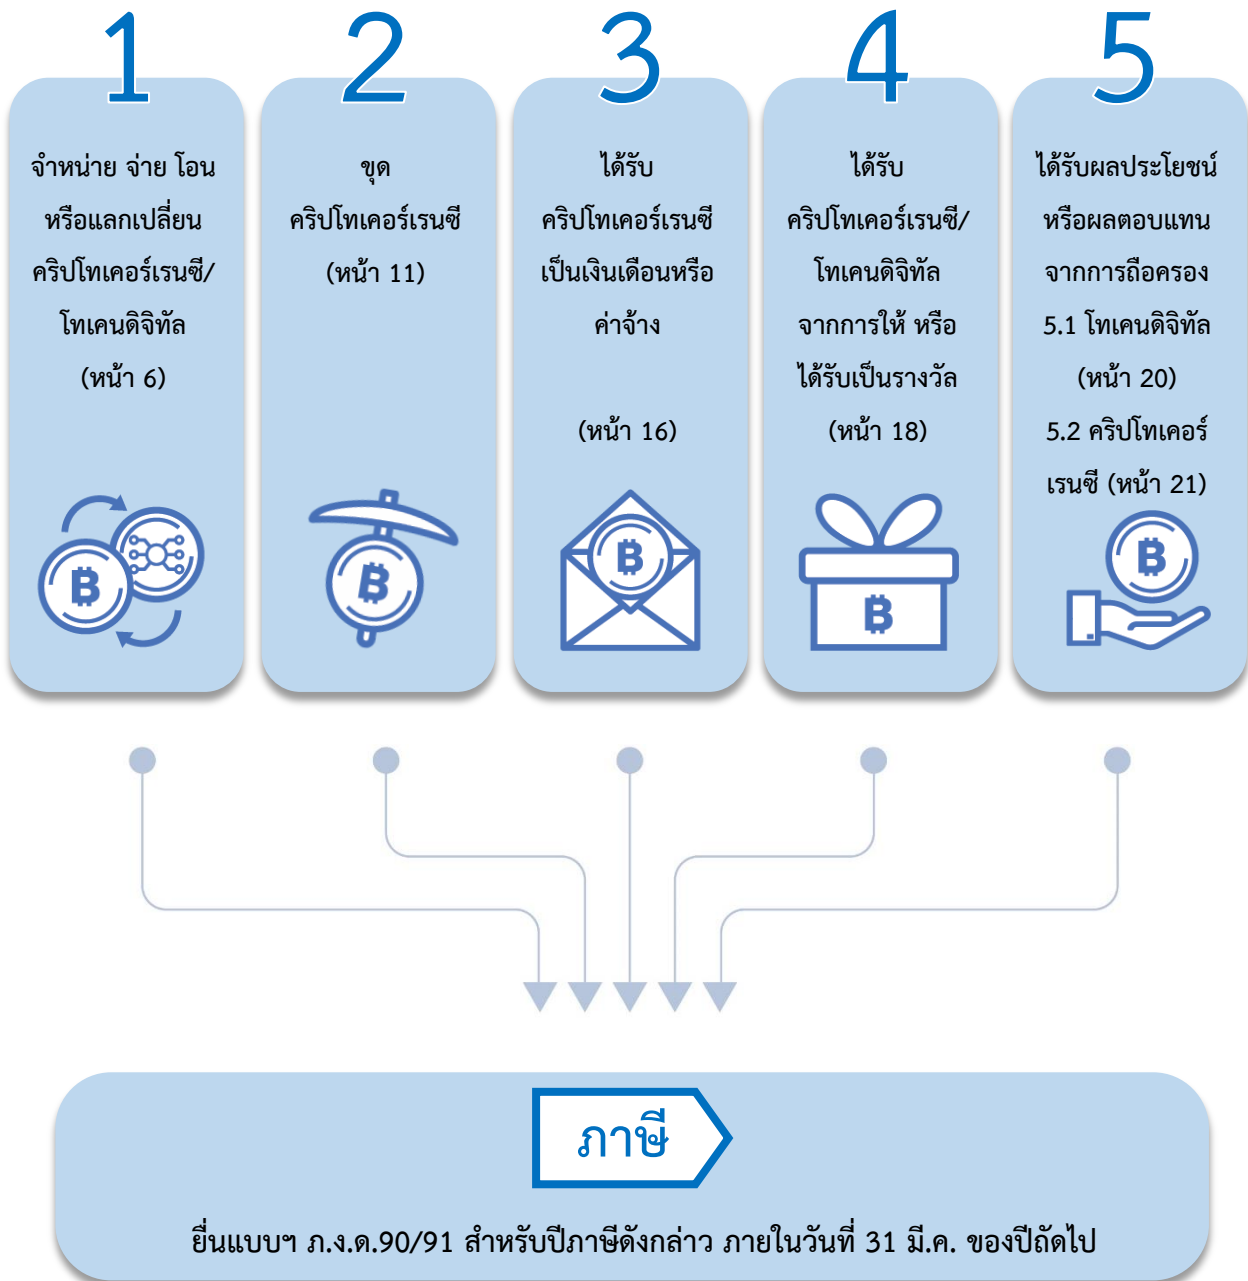 1
จำหน่าย จ่าย โอน
หรือแลกเปลี่ยน
คริปโทเคอร์เรนซี/
โทเคนดิจิทัล
(หน้า 6)
2
ขุด
คริปโทเคอร์เรนซี
(หน้า 11)
3
ได้รับ
คริปโทเคอร์เรนซี
เป็นเงินเดือนหรือ
ค่าจ้าง
(หน้า 16)
4
ได้รับ
คริปโทเคอร์เรนซี/
โทเคนดิจิทัล
จากการให้ หรือ
ได้รับเป็นรางวัล
(หน้า 18)
5
ได้รับผลประโยชน์
หรือผลตอบแทน
จากการถือครอง
5.1 โทเคนดิจิทัล
(หน้า 20)
5.2 คริปโทเคอร์
เรนซี (หน้า 21)
ภาษี
ยื่นแบบฯ ภ.ง.ด.90/91 สำหรับปีภาษีดังกล่าว ภายในวันที่ 31 มี.ค. ของปีถัดไป